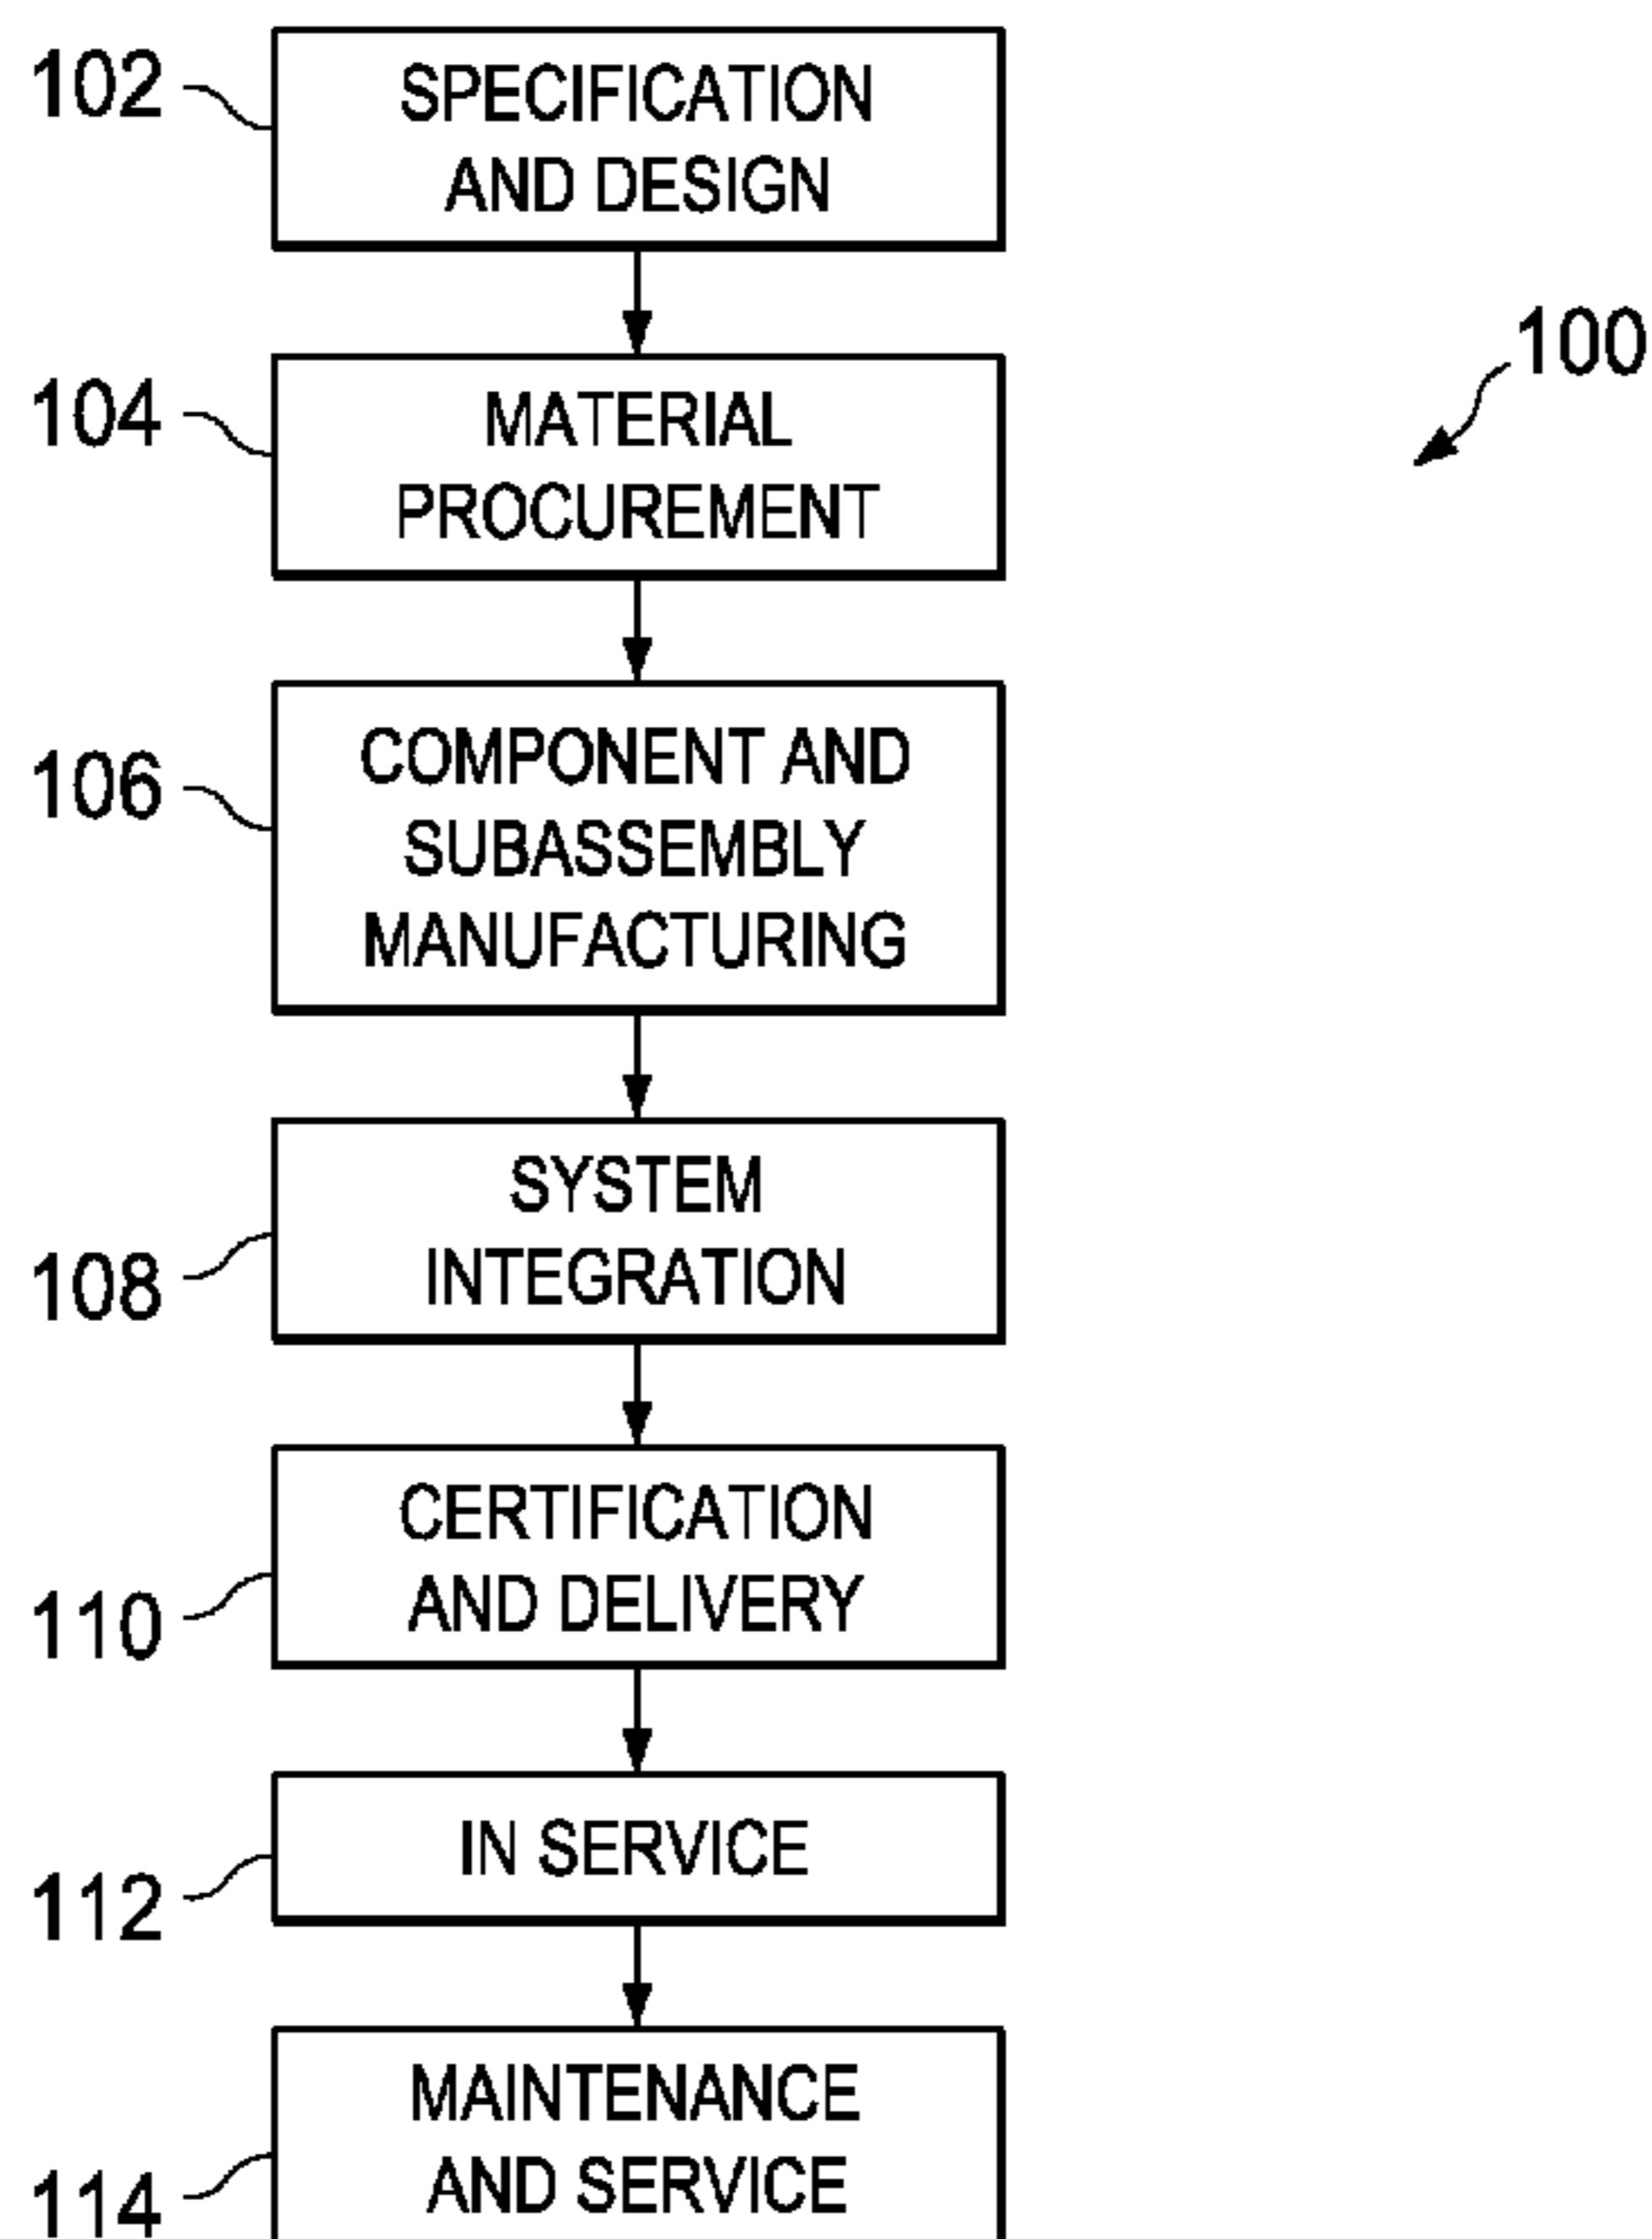 102
SPECIFICATION
AND DESIGN
100
104
MATERIAL
PROCUREMENT
106
COMPONENT AND
SUBASSEMBLY
MANUFACTURING
108
SYSTEM
INTEGRATION
110
CERTIFICATION
AND DELIVERY
112
IN SERVICE
114
MAINTENANCE
AND SERVICE